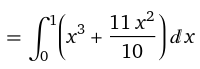 = ∫₀¹ (x³ + 11 x²/10) dx